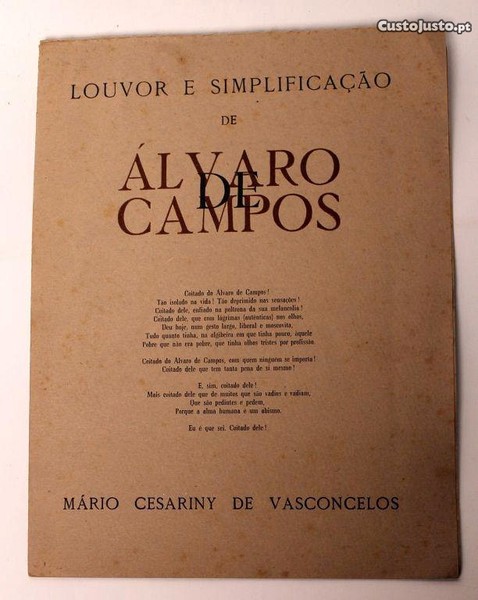 CustoJusto.pt
LOUVOR E SIMPLIFICAÇÃO
DE
ÁLVARO
DE
CAMPOS
Coitado do Álvaro de Campos!
Tao isolado na vida! Tão deprimido nas sensações!
Coitado dele, enfiado na poltrona da sua melancolia!
Coitado dele, que com lágrimas (autênticas) nos olhos,
Deu hoje, num gesto largo, liberal e moscovita,
Tudo quanto tinha, na algibeira em que tinha pouco, àquele
Pobre que não era pobre, que tinha olhos tristes por profissão.
Coitado do Álvaro de Campos, com quem ninguem se importa!
Coitado dele que tem tanta pena de si mesmo!
E, sim, coitado dele!
Mais coitado dele que de muitos que são vadios e vadiam,
Que são pedintes e pedem,
Porque a alma humana é um abismo.
Eu é que sei. Coitado dele!
MÁRIO CESARINY DE VASCONCELOS